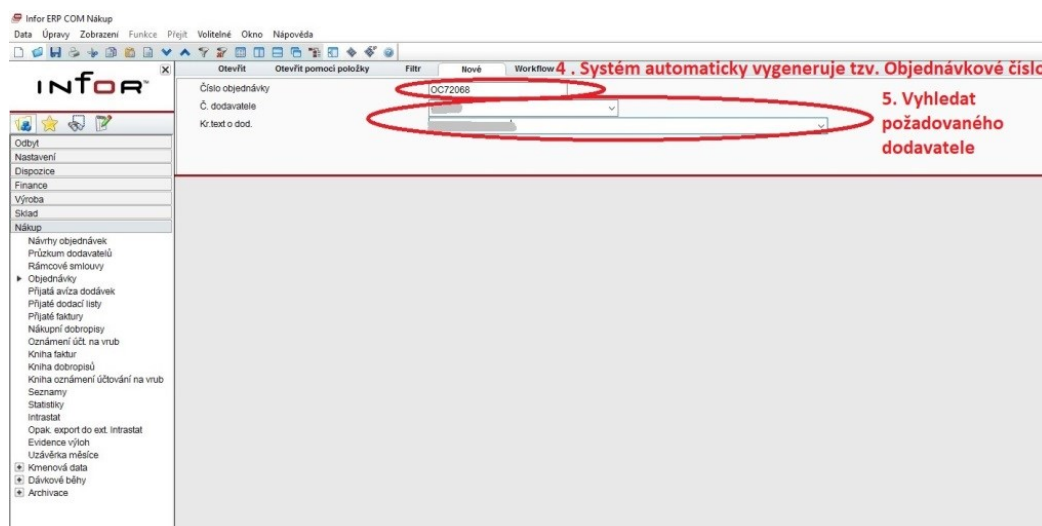 Infor ERP COM Nákup
Data Úpravy Zobrazení Funkce Přejít Volitelné Okno Nápověda
INFOR
Otevřít Otevřít pomocí položky Filtr Nové Workflow
4 . Systém automaticky vygeneruje tzv. Objednávkové číslo
Číslo objednávky OC72068
Č. dodavatele
Kr.text o dod.
5. Vyhledat
požadovaného
dodavatele
Odbyt
Nastavení
Dispozice
Finance
Výroba
Sklad
Nákup
Návrhy objednávek
Průzkum dodavatelů
Rámcové smlouvy
Objednávky
Přijatá avíza dodávek
Přijaté dodací listy
Přijaté faktury
Nákupní dobropisy
Oznámení účt. na vrub
Kniha faktur
Kniha dobropisů
Kniha oznámení účtování na vrub
Seznamy
Statistiky
Intrastat
Opak. export do ext. Intrastat
Evidence výloh
Uzávěrka měsíce
Kmenová data
Dávkové běhy
Archivace